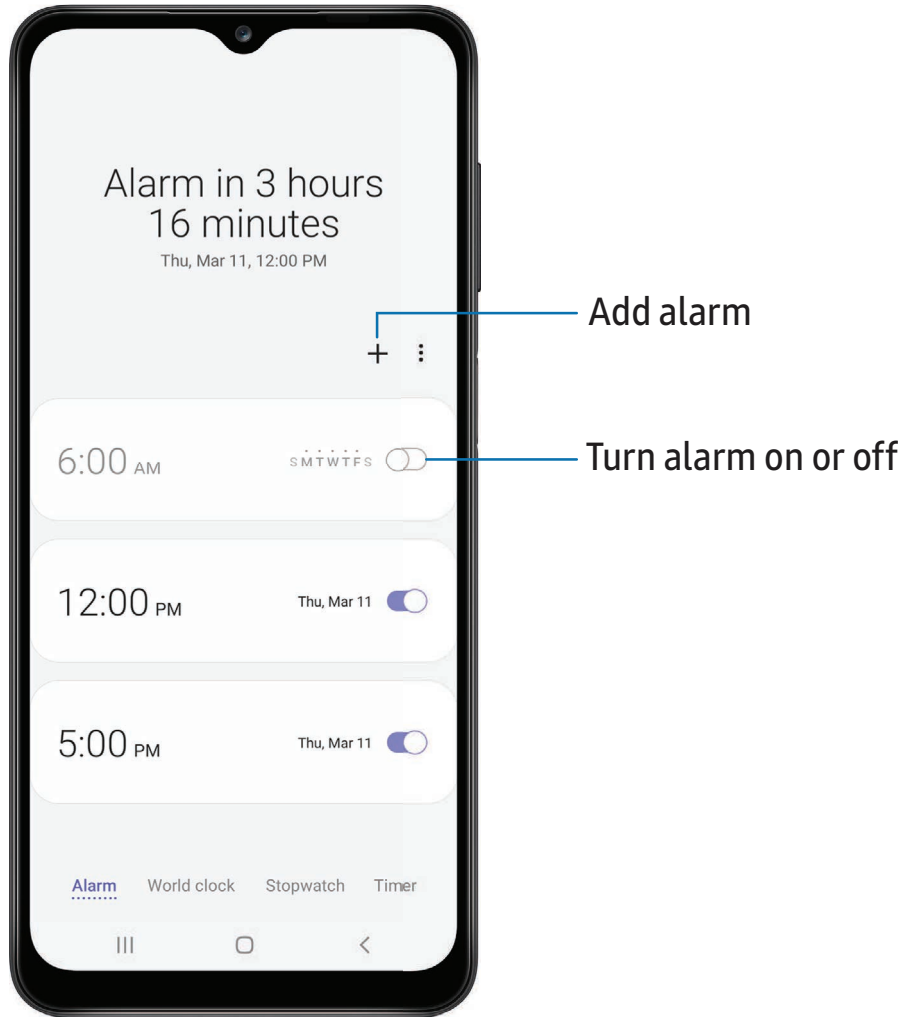 Alarm in 3 hours
16 minutes
Thu, Mar 11, 12:00 PM
Add alarm
6:00 AM
S M T W T F S
Turn alarm on or off
12:00 PM
Thu, Mar 11
5:00 PM
Thu, Mar 11
Alarm World clock Stopwatch Timer